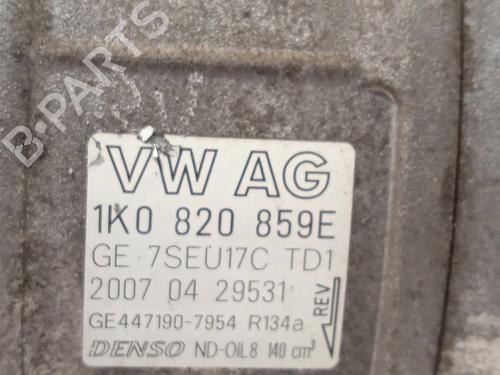 VW AG
1K0 820 859E
GE 7SEU17C TD1
2007 04 29531
REV
GE447190-7954 R134a
DENSO ND-OIL8 140 cm³
B-PARTS
B-PARTS